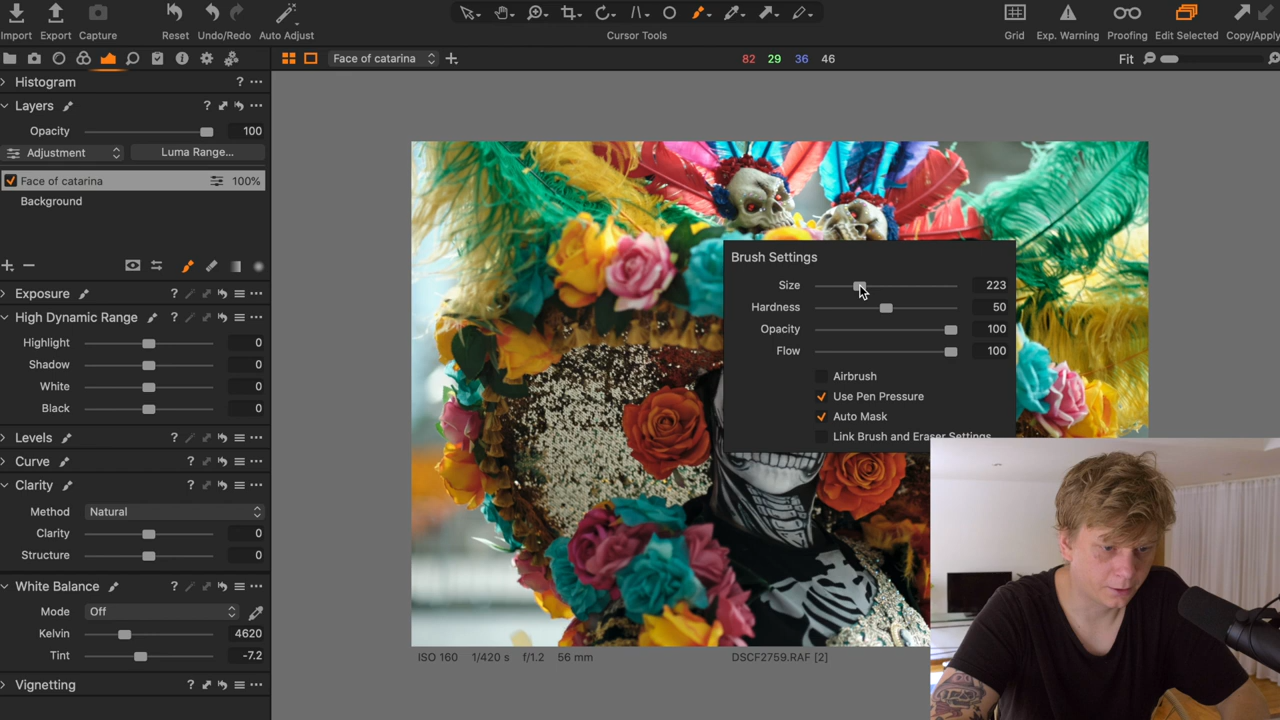 Import Export Capture Reset Undo/Redo Auto Adjust Cursor Tools Grid Exp. Warning Proofing Edit Selected Copy/Apply
Face of catarina 82 29 36 46 Fit
Histogram ? ...
Layers ? ...
Opacity 100
Adjustment Luma Range...
Face of catarina 100%
Background
Exposure ? ...
High Dynamic Range ? ...
Highlight 0
Shadow 0
White 0
Black 0
Levels ? ...
Curve ? ...
Clarity ? ...
Method Natural
Clarity 0
Structure 0
White Balance ? ...
Mode Off
Kelvin 4620
Tint -7.2
Vignetting ? ...
Brush Settings
Size 223
Hardness 50
Opacity 100
Flow 100
Airbrush
Use Pen Pressure
Auto Mask
Link Brush and Eraser Settings
ISO 160 1/420 s f/1.2 56 mm DSCF2759.RAF [2]